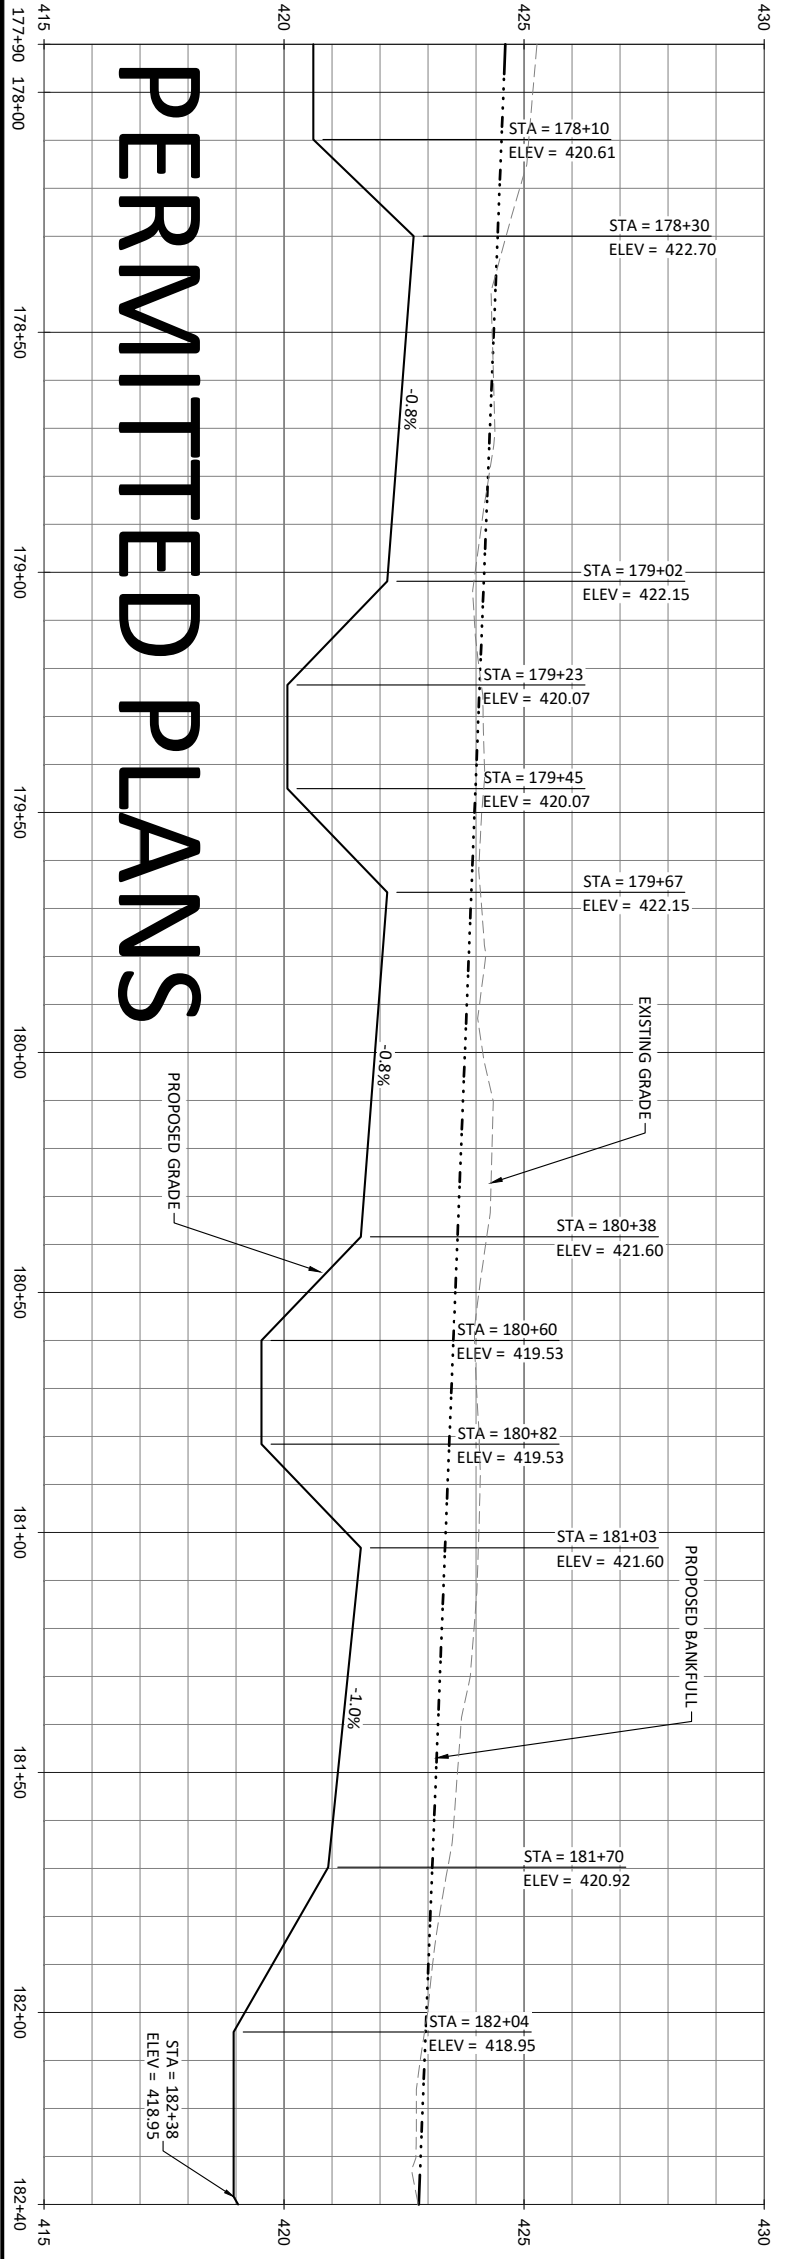 430
425
420
415
430
425
420
415
177+90
178+00
178+50
179+00
179+50
180+00
180+50
181+00
181+50
182+00
182+40
STA = 178+10
ELEV = 420.61
STA = 178+30
ELEV = 422.70
-0.8%
STA = 179+02
ELEV = 422.15
STA = 179+23
ELEV = 420.07
STA = 179+45
ELEV = 420.07
STA = 179+67
ELEV = 422.15
-0.8%
EXISTING GRADE
PROPOSED GRADE
STA = 180+38
ELEV = 421.60
STA = 180+60
ELEV = 419.53
STA = 180+82
ELEV = 419.53
STA = 181+03
ELEV = 421.60
PROPOSED BANKFULL
-1.0%
STA = 181+70
ELEV = 420.92
STA = 182+04
ELEV = 418.95
STA = 182+38
ELEV = 418.95
PERMITTED PLANS